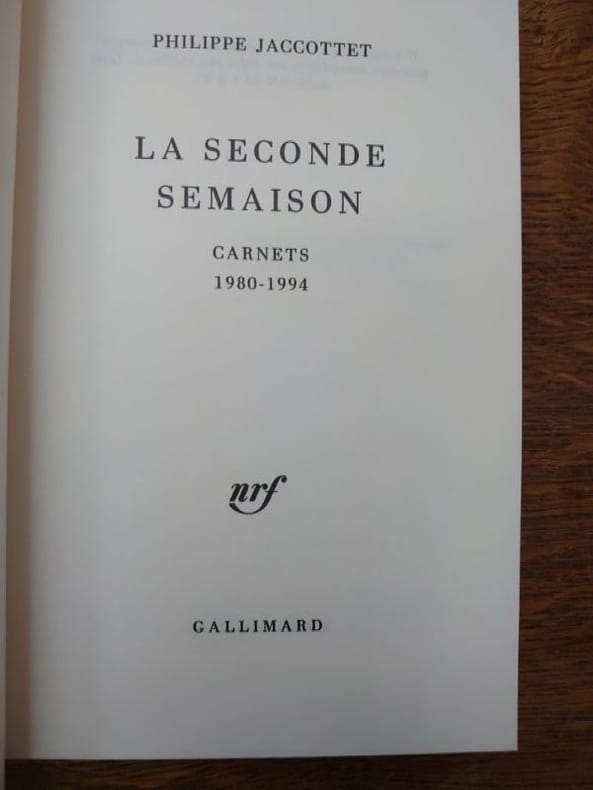 PHILIPPE JACCOTTET
LA SECONDE
SEMAISON
CARNETS
1980-1994
nrf
GALLIMARD